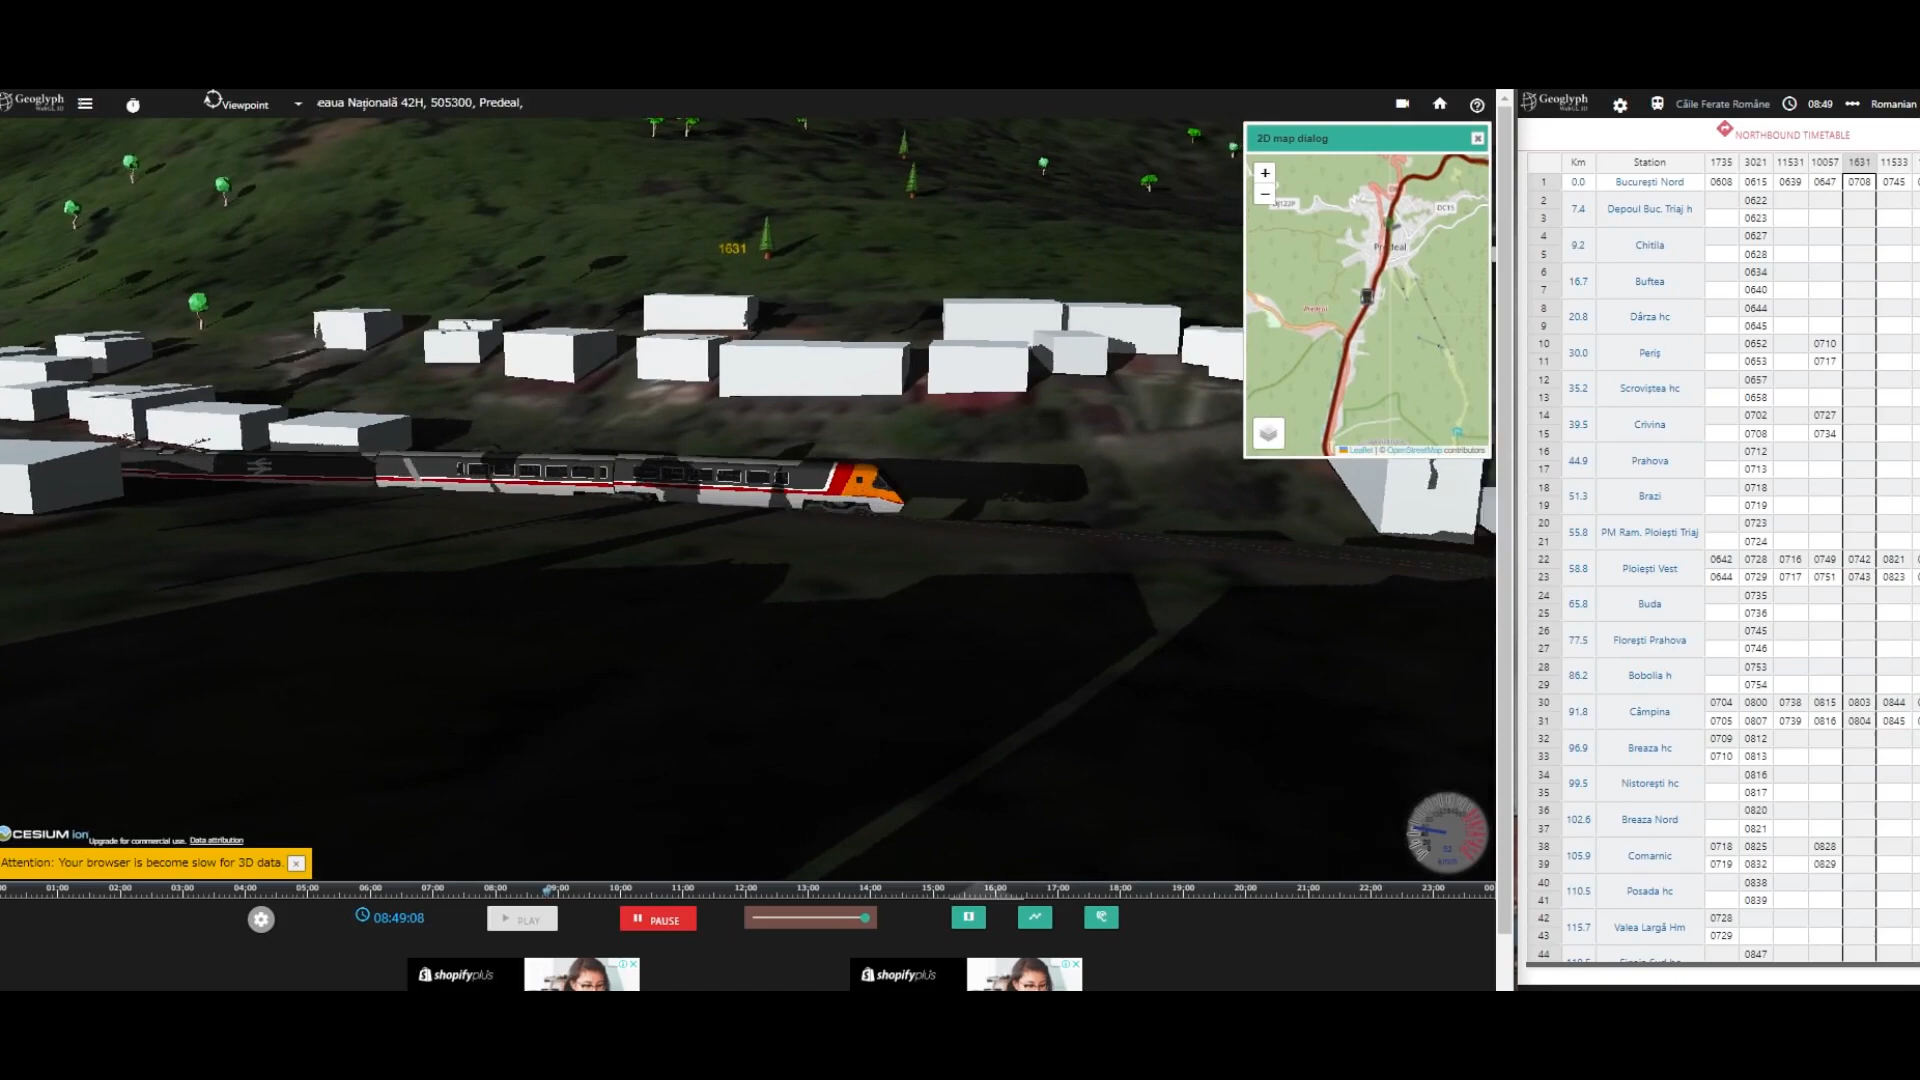 Geoglyph
WebGL 3D
Viewpoint
eaua Națională 42H, 505300, Predeal,
1631
2D map dialog
+
−
DJ122P
DC15
Predeal
Leaflet | © OpenStreetMap contributors
CESIUM ion
Upgrade for commercial use. Data attribution
Attention: Your browser is become slow for 3D data. ×
52
km/h
00 01:00 02:00 03:00 04:00 05:00 06:00 07:00 08:00 09:00 10:00 11:00 12:00 13:00 14:00 15:00 16:00 17:00 18:00 19:00 20:00 21:00 22:00 23:00 00
08:49:08
PLAY
PAUSE
shopifyplus
shopifyplus
Geoglyph
WebGL 3D
Căile Ferate Române 08:49 Romanian
NORTHBOUND TIMETABLE
Km Station 1735 3021 11531 10057 1631 11533
1 0.0 București Nord 0608 0615 0639 0647 0708 0745
2 7.4 Depoul Buc. Triaj h 0622
3 0623
4 9.2 Chitila 0627
5 0628
6 16.7 Buftea 0634
7 0640
8 20.8 Dârza hc 0644
9 0645
10 30.0 Periș 0652 0710
11 0653 0717
12 35.2 Scroviștea hc 0657
13 0658
14 39.5 Crivina 0702 0727
15 0708 0734
16 44.9 Prahova 0712
17 0713
18 51.3 Brazi 0718
19 0719
20 55.8 PM Ram. Ploiești Triaj 0723
21 0724
22 58.8 Ploiești Vest 0642 0728 0716 0749 0742 0821
23 0644 0729 0717 0751 0743 0823
24 65.8 Buda 0735
25 0736
26 77.5 Florești Prahova 0745
27 0746
28 86.2 Bobolia h 0753
29 0754
30 91.8 Câmpina 0704 0800 0738 0815 0803 0844
31 0705 0807 0739 0816 0804 0845
32 96.9 Breaza hc 0709 0812
33 0710 0813
34 99.5 Nistorești hc 0816
35 0817
36 102.6 Breaza Nord 0820
37 0821
38 105.9 Comarnic 0718 0825 0828
39 0719 0832 0829
40 110.5 Posada hc 0838
41 0839
42 115.7 Valea Largă Hm 0728
43 0729
44 0847